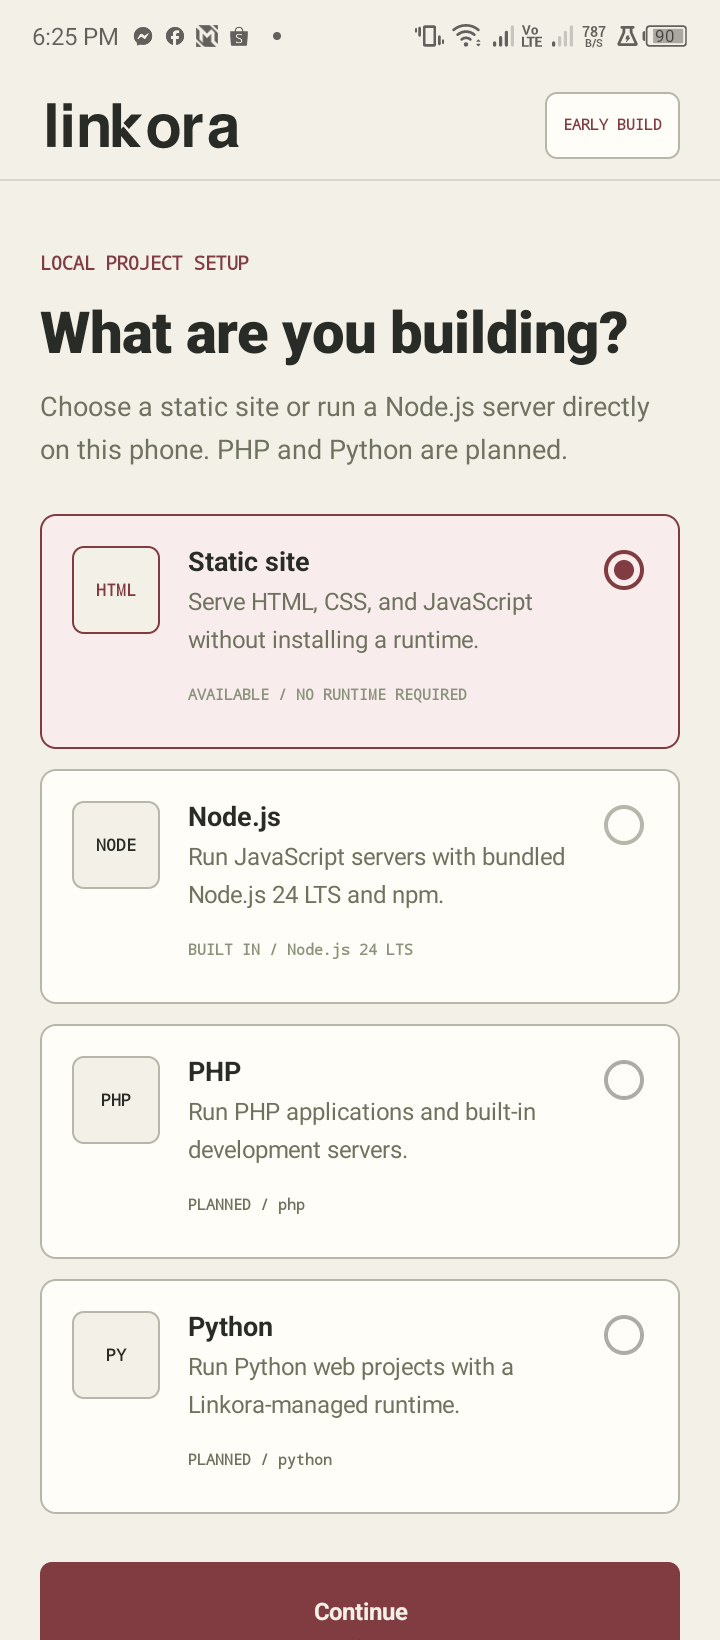 6:25 PM
Vo LTE
787 B/S
90
linkora
EARLY BUILD
LOCAL PROJECT SETUP
What are you building?
Choose a static site or run a Node.js server directly
on this phone. PHP and Python are planned.
HTML
Static site
Serve HTML, CSS, and JavaScript
without installing a runtime.
AVAILABLE / NO RUNTIME REQUIRED
NODE
Node.js
Run JavaScript servers with bundled
Node.js 24 LTS and npm.
BUILT IN / Node.js 24 LTS
PHP
PHP
Run PHP applications and built-in
development servers.
PLANNED / php
PY
Python
Run Python web projects with a
Linkora-managed runtime.
PLANNED / python
Continue